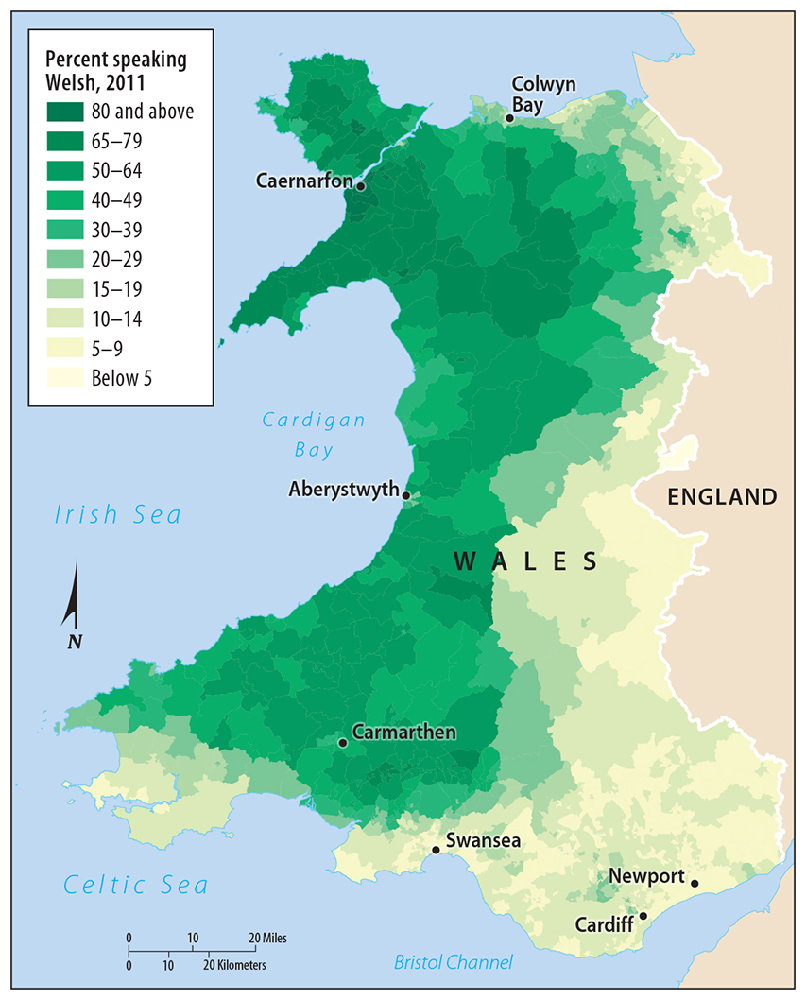 Percent speaking
Welsh, 2011
80 and above
65–79
50–64
40–49
30–39
20–29
15–19
10–14
5–9
Below 5
Colwyn
Bay
Caernarfon
Cardigan
Bay
Aberystwyth
Irish Sea
ENGLAND
WALES
N
Carmarthen
Swansea
Newport
Cardiff
Celtic Sea
0 10 20 Miles
0 10 20 Kilometers
Bristol Channel